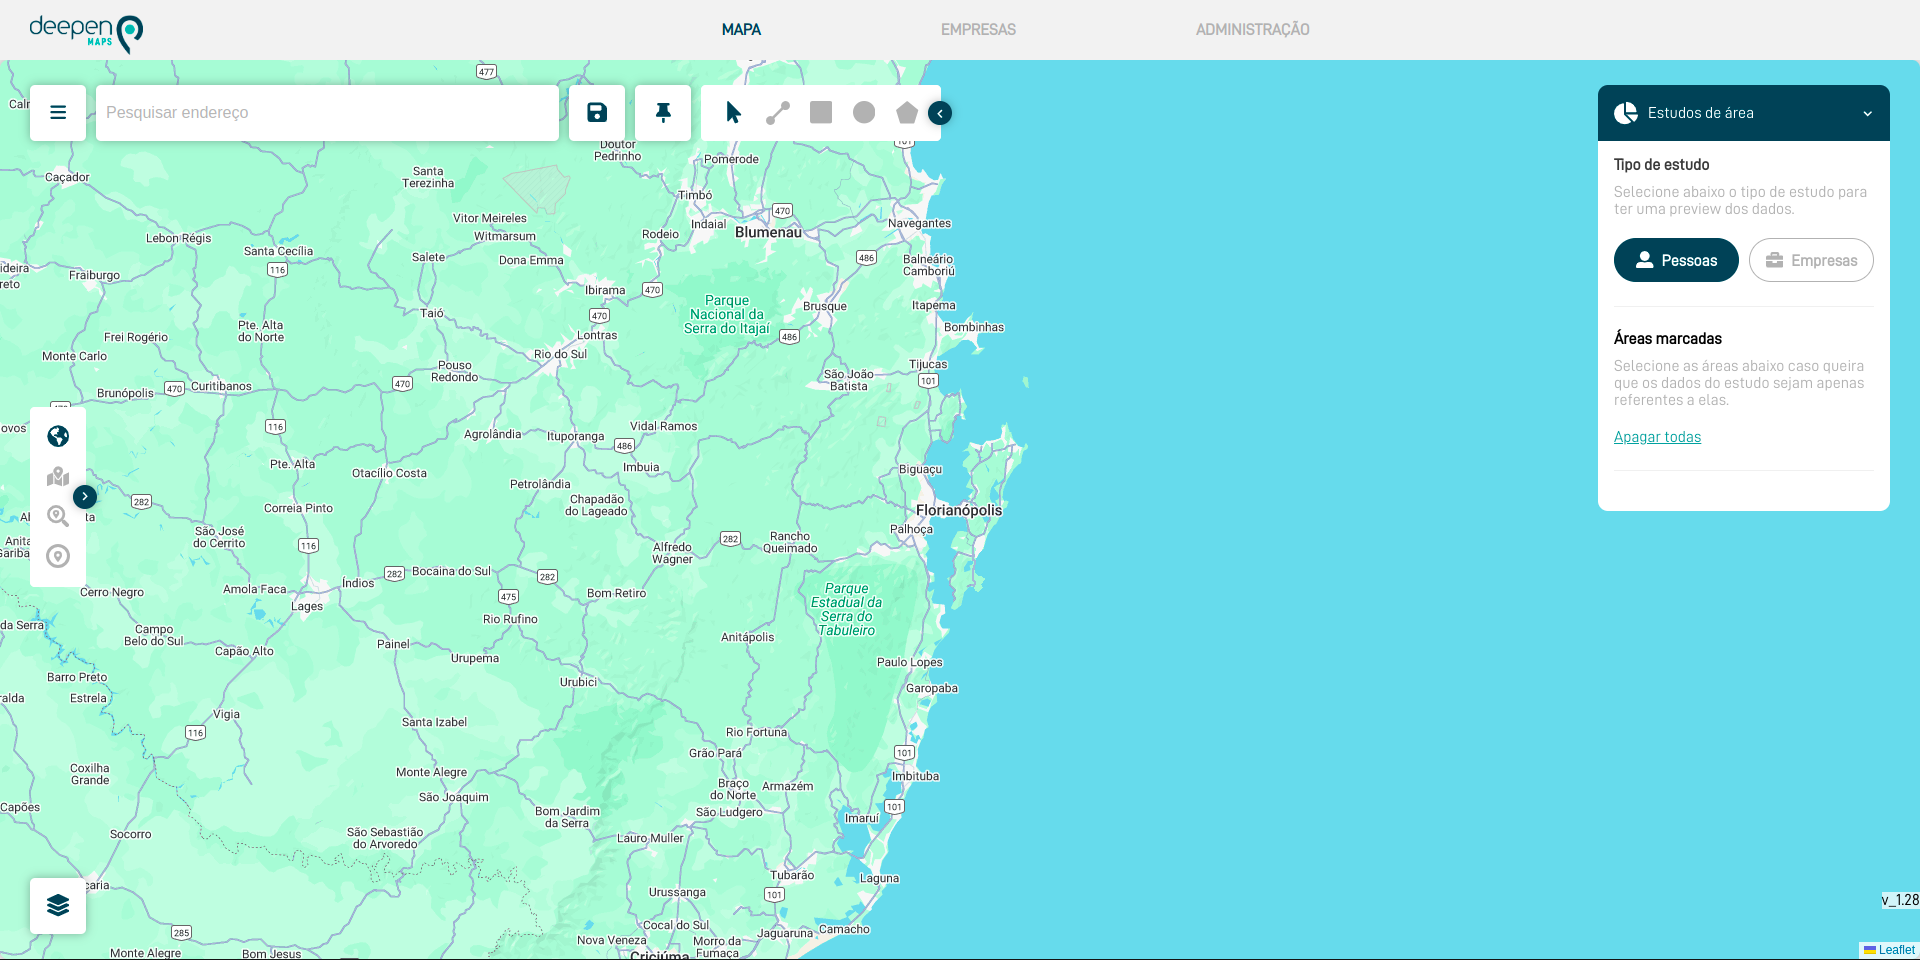 deepen
MAPS
MAPA
EMPRESAS
ADMINISTRAÇÃO
Pesquisar endereço
Estudos de área
Tipo de estudo
Selecione abaixo o tipo de estudo para
ter uma preview dos dados.
Pessoas
Empresas
Áreas marcadas
Selecione as áreas abaixo caso queira
que os dados do estudo sejam apenas
referentes a elas.
Apagar todas
477
Doutor
Pedrinho
Pomerode
101
Caçador
Santa
Terezinha
Timbó
470
Vitor Meireles
Witmarsum
Indaial
Blumenau
Navegantes
Lebon Régis
Rodeio
Santa Cecília
Salete
Dona Emma
486
Balneário
Camboriú
116
Fraiburgo
Ibirama
470
Parque
Nacional da
Serra do Itajaí
Brusque
Itapema
Taió
470
Bombinhas
Frei Rogério
Pte. Alta
do Norte
Lontras
486
Monte Carlo
Rio do Sul
Tijucas
Pouso
Redondo
São João
Batista
101
Brunópolis
470
Curitibanos
470
116
Agrolândia
Ituporanga
Vidal Ramos
486
Pte. Alta
Otacílio Costa
Imbuia
Biguaçu
Petrolândia
282
Correia Pinto
Chapadão
do Lageado
Florianópolis
Palhoça
São José
do Cerrito
116
282
Rancho
Queimado
Alfredo
Wagner
Cerro Negro
Amola Faca
Índios
282
Bocaina do Sul
282
Bom Retiro
Parque
Estadual da
Serra do
Tabuleiro
Lages
475
Rio Rufino
da Serra
Campo
Belo do Sul
Capão Alto
Painel
Urupema
Anitápolis
Paulo Lopes
Barro Preto
Estrela
Urubici
Garopaba
Vigia
Santa Izabel
116
Rio Fortuna
Grão Pará
101
Coxilha
Grande
Monte Alegre
Imbituba
São Joaquim
Braço
do Norte
Armazém
Capões
Bom Jardim
da Serra
São Ludgero
101
Imaruí
Socorro
São Sebastião
do Arvoredo
Lauro Muller
Tubarão
Laguna
Urussanga
101
285
Cocal do Sul
Jaguaruna
Camacho
Nova Veneza
Morro da
Fumaça
Monte Alegre
Bom Jesus
Criciúma
v_1.28
Leaflet